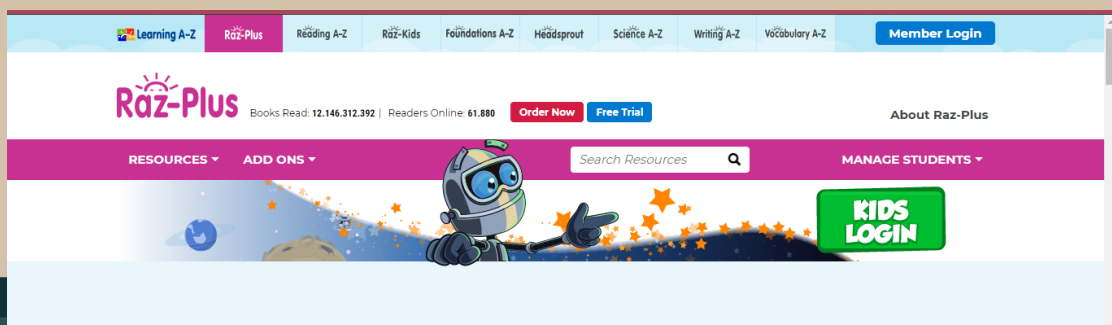 Learning A-Z Raz-Plus Reading A-Z Raz-Kids Foundations A-Z Headsprout Science A-Z Writing A-Z Vocabulary A-Z Member Login
Raz-Plus Books Read: 12.146.312.392 | Readers Online: 61.880 Order Now Free Trial About Raz-Plus
RESOURCES ADD ONS Search Resources MANAGE STUDENTS
KIDS
LOGIN